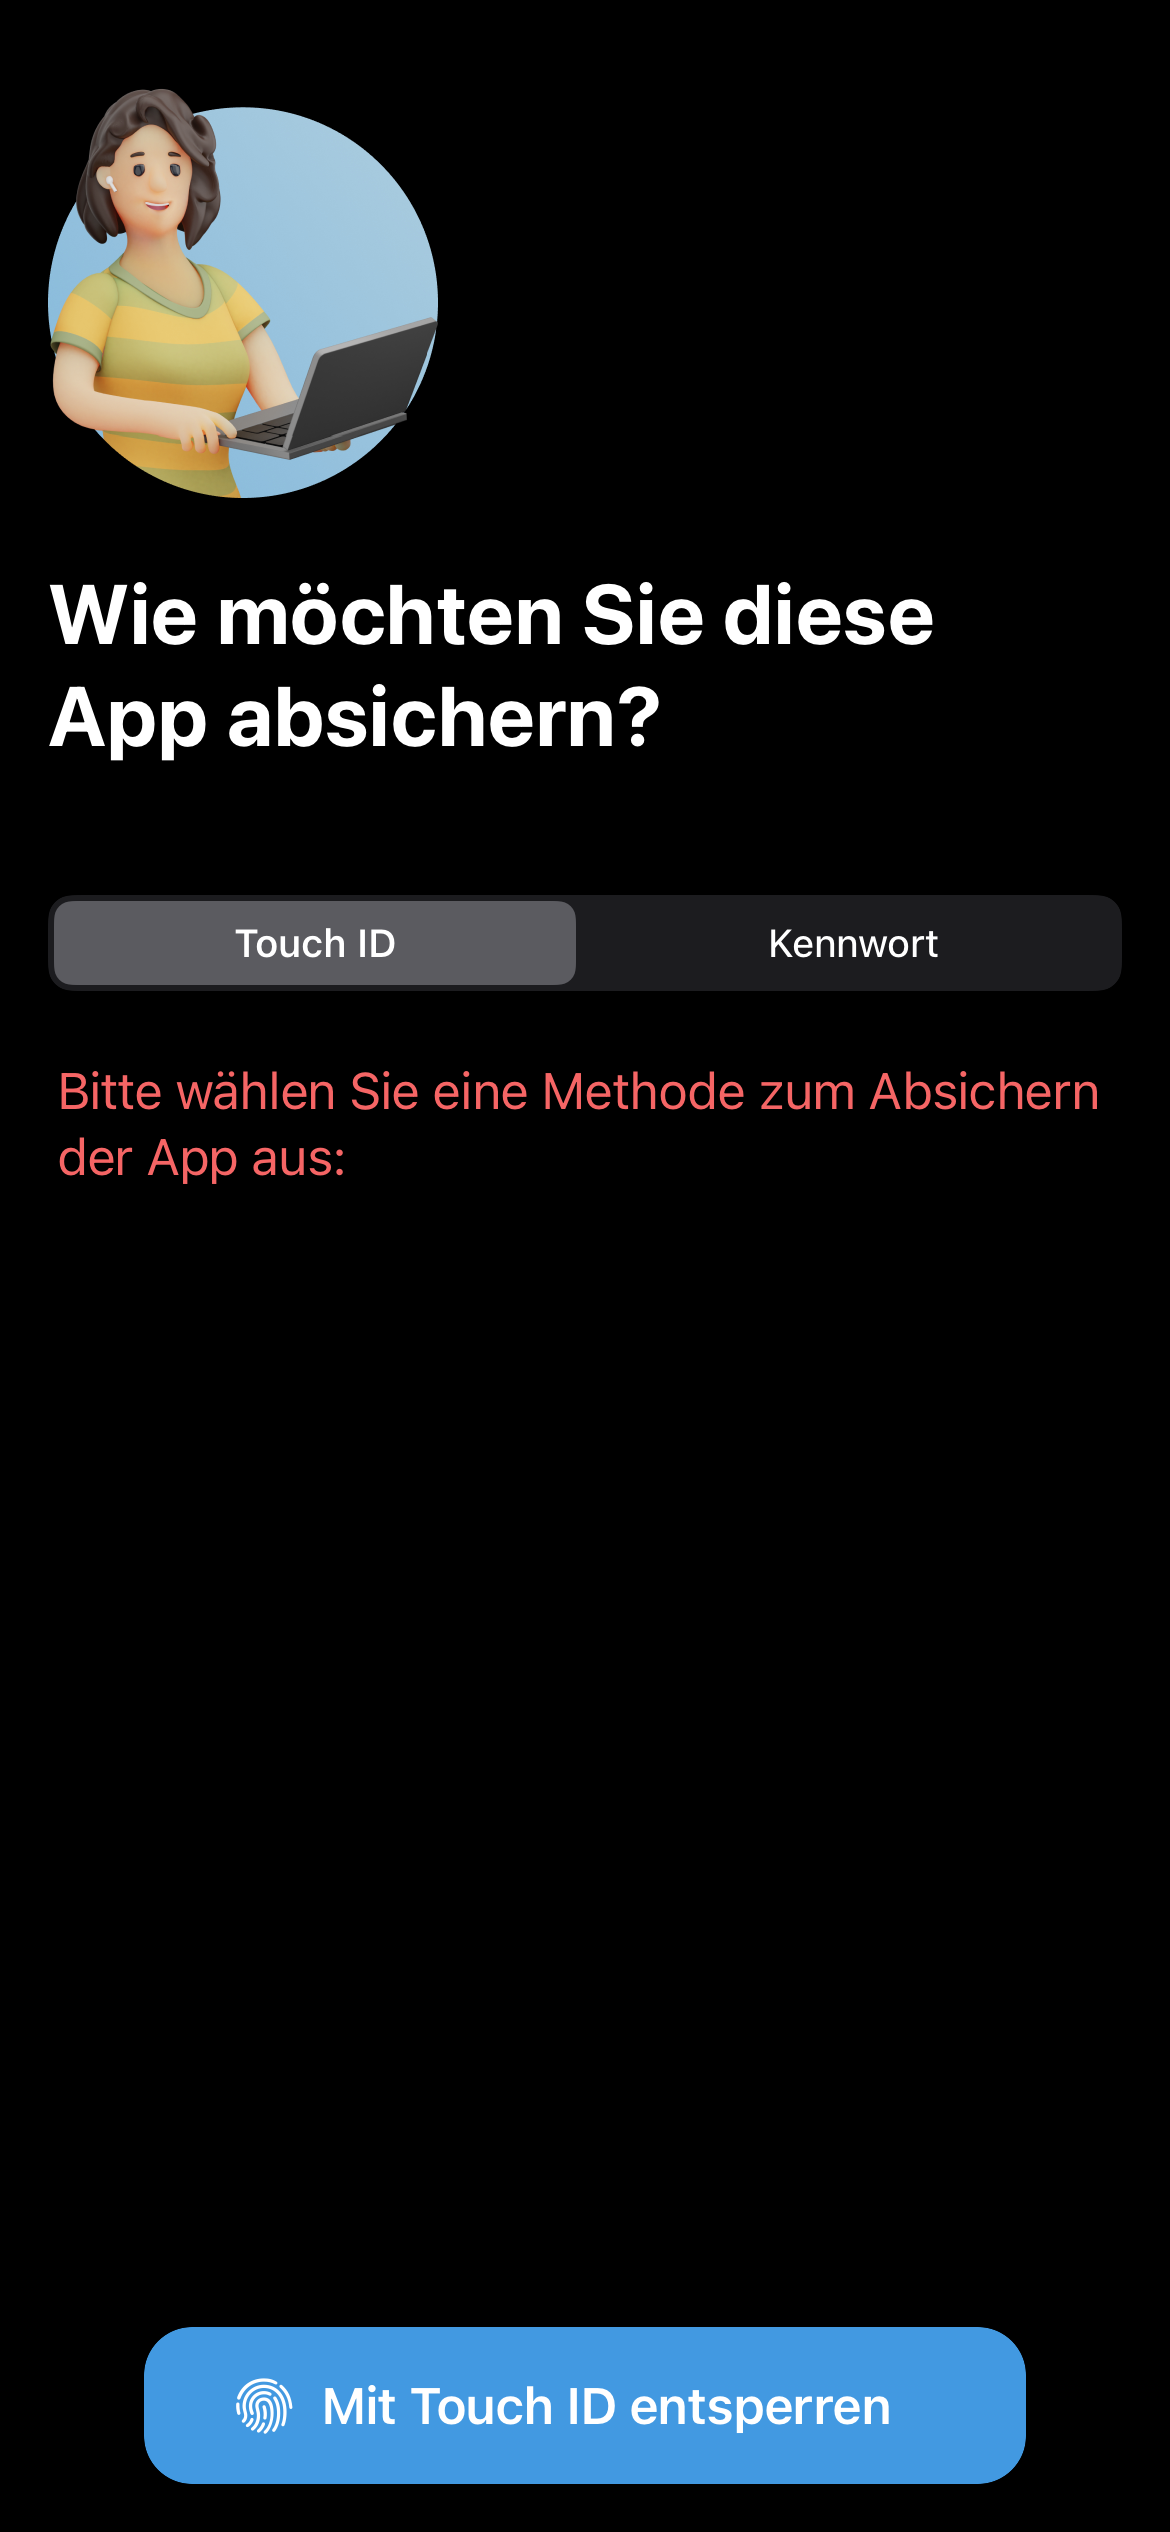 Wie möchten Sie diese
App absichern?
Touch ID
Kennwort
Bitte wählen Sie eine Methode zum Absichern
der App aus:
Mit Touch ID entsperren